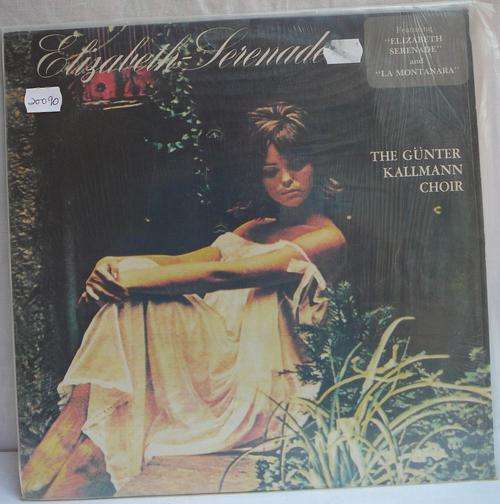 Elizabeth-Serenade
Featuring
"ELIZABETH
SERENADE"
and
"LA MONTANARA"
THE GÜNTER
KALLMANN
CHOIR